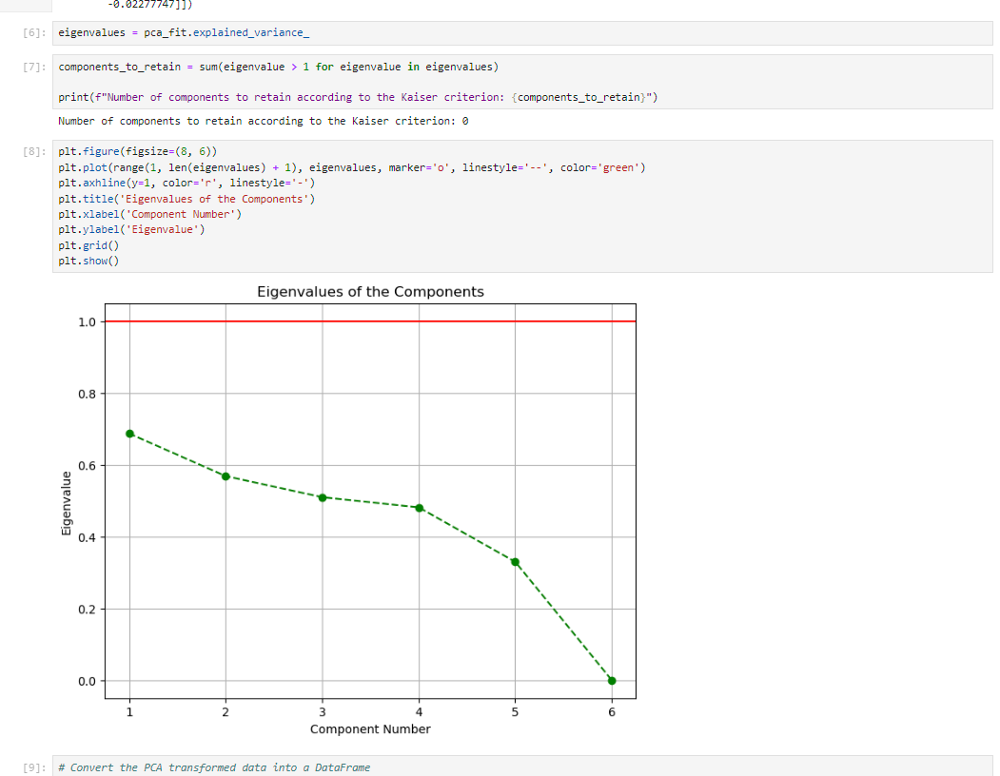 -0.02277747]])
[6]: eigenvalues = pca_fit.explained_variance_
[7]: components_to_retain = sum(eigenvalue > 1 for eigenvalue in eigenvalues)
print(f"Number of components to retain according to the Kaiser criterion: {components_to_retain}")
Number of components to retain according to the Kaiser criterion: 0
[8]: plt.figure(figsize=(8, 6))
plt.plot(range(1, len(eigenvalues) + 1), eigenvalues, marker='o', linestyle='--', color='green')
plt.axhline(y=1, color='r', linestyle='-')
plt.title('Eigenvalues of the Components')
plt.xlabel('Component Number')
plt.ylabel('Eigenvalue')
plt.grid()
plt.show()
Eigenvalues of the Components
1.0
0.8
0.6
0.4
0.2
0.0
Eigenvalue
1 2 3 4 5 6
Component Number
[9]: # Convert the PCA transformed data into a DataFrame